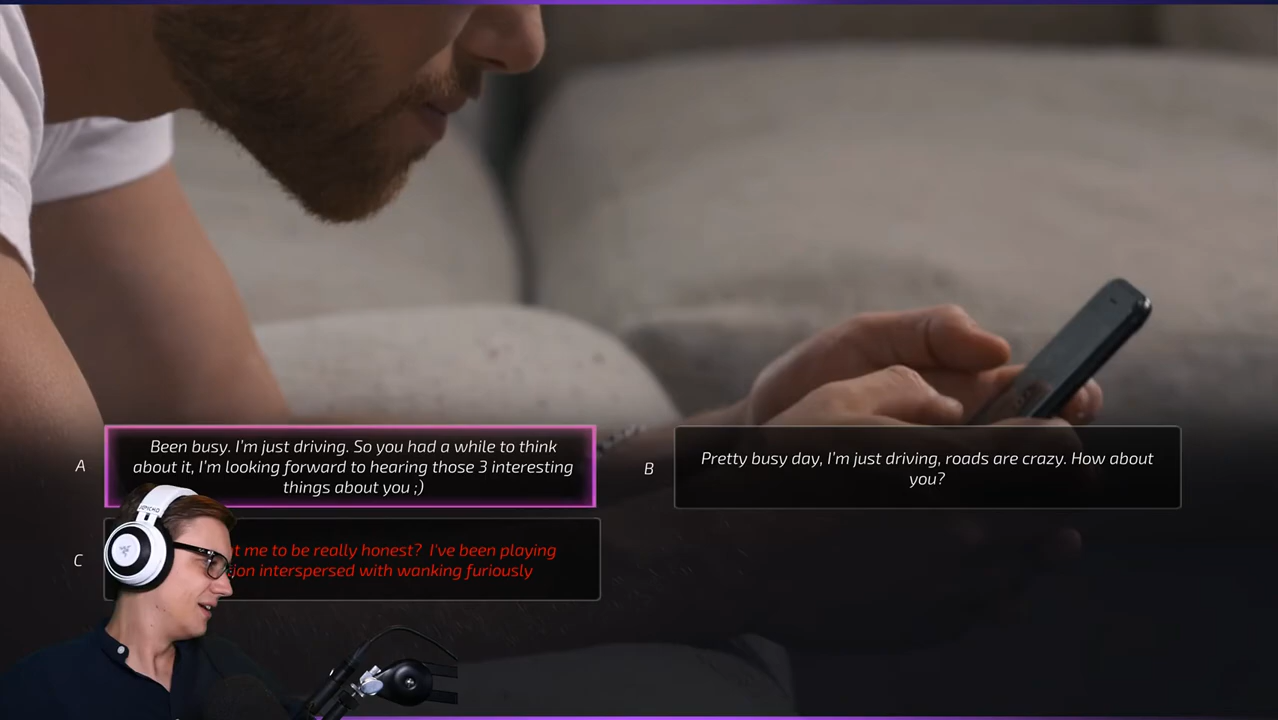 A
Been busy. I'm just driving. So you had a while to think
about it, I'm looking forward to hearing those 3 interesting
things about you ;)
B
Pretty busy day, I'm just driving, roads are crazy. How about
you?
C
me to be really honest? I've been playing
interspersed with wanking furiously